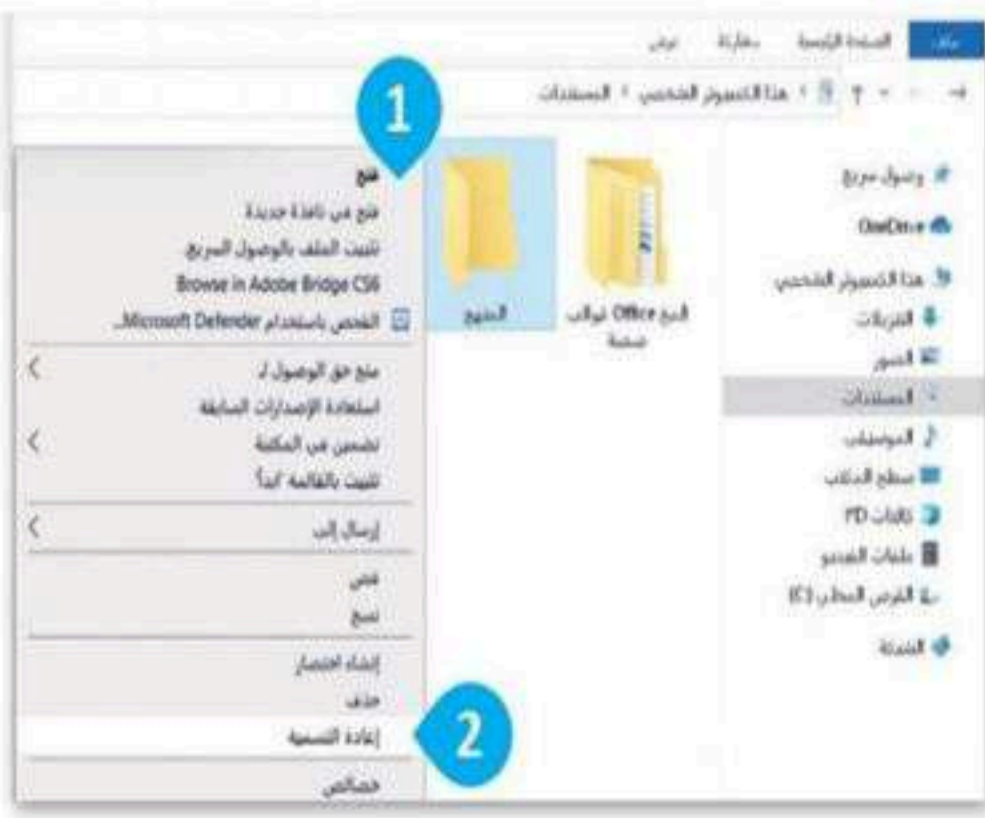 ملف الصفحة الرئيسية مشاركة عرض
هذا الكمبيوتر الشخصي › المستندات
1
وصول سريع
OneDrive
هذا الكمبيوتر الشخصي
التنزيلات
الصور
المستندات
الموسيقى
سطح المكتب
كائنات 3D
ملفات الفيديو
القرص المحلي (C)
الشبكة
Office قوالب
المنهج
فتح
فتح في نافذة جديدة
تثبيت الملف بالوصول السريع
Browse in Adobe Bridge CS6
الفحص باستخدام Microsoft Defender...
منح حق الوصول لـ
استعادة الإصدارات السابقة
تضمين في المكتبة
تثبيت بالقائمة "ابدأ"
إرسال إلى
قص
نسخ
إنشاء اختصار
حذف
إعادة التسمية
2
خصائص